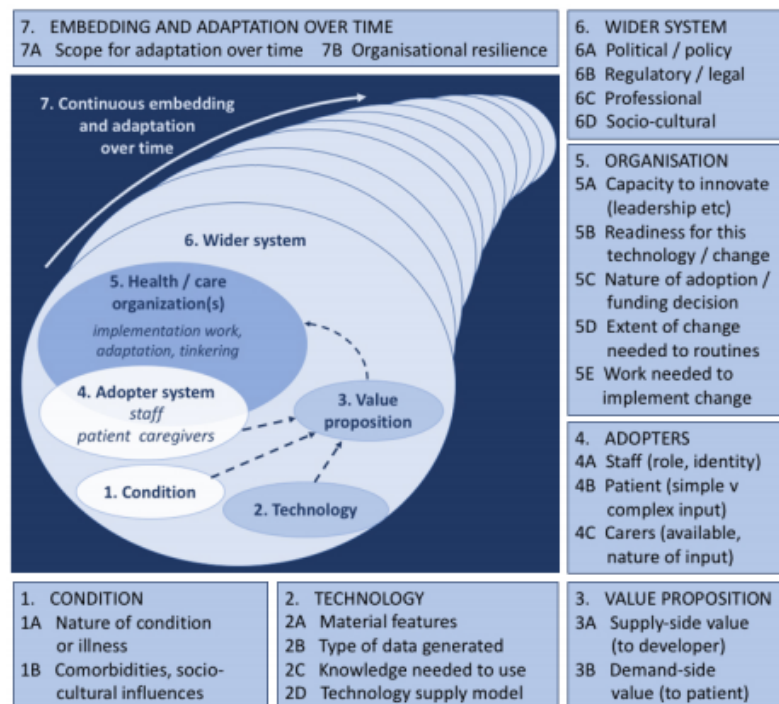 7. EMBEDDING AND ADAPTATION OVER TIME
7A Scope for adaptation over time 7B Organisational resilience
7. Continuous embedding
and adaptation
over time
6. Wider system
5. Health / care
organization(s)
implementation work,
adaptation, tinkering
4. Adopter system
staff
patient caregivers
3. Value
proposition
1. Condition
2. Technology
6. WIDER SYSTEM
6A Political / policy
6B Regulatory / legal
6C Professional
6D Socio-cultural
5. ORGANISATION
5A Capacity to innovate
(leadership etc)
5B Readiness for this
technology / change
5C Nature of adoption /
funding decision
5D Extent of change
needed to routines
5E Work needed to
implement change
4. ADOPTERS
4A Staff (role, identity)
4B Patient (simple v
complex input)
4C Carers (available,
nature of input)
1. CONDITION
1A Nature of condition
or illness
1B Comorbidities, socio-
cultural influences
2. TECHNOLOGY
2A Material features
2B Type of data generated
2C Knowledge needed to use
2D Technology supply model
3. VALUE PROPOSITION
3A Supply-side value
(to developer)
3B Demand-side
value (to patient)